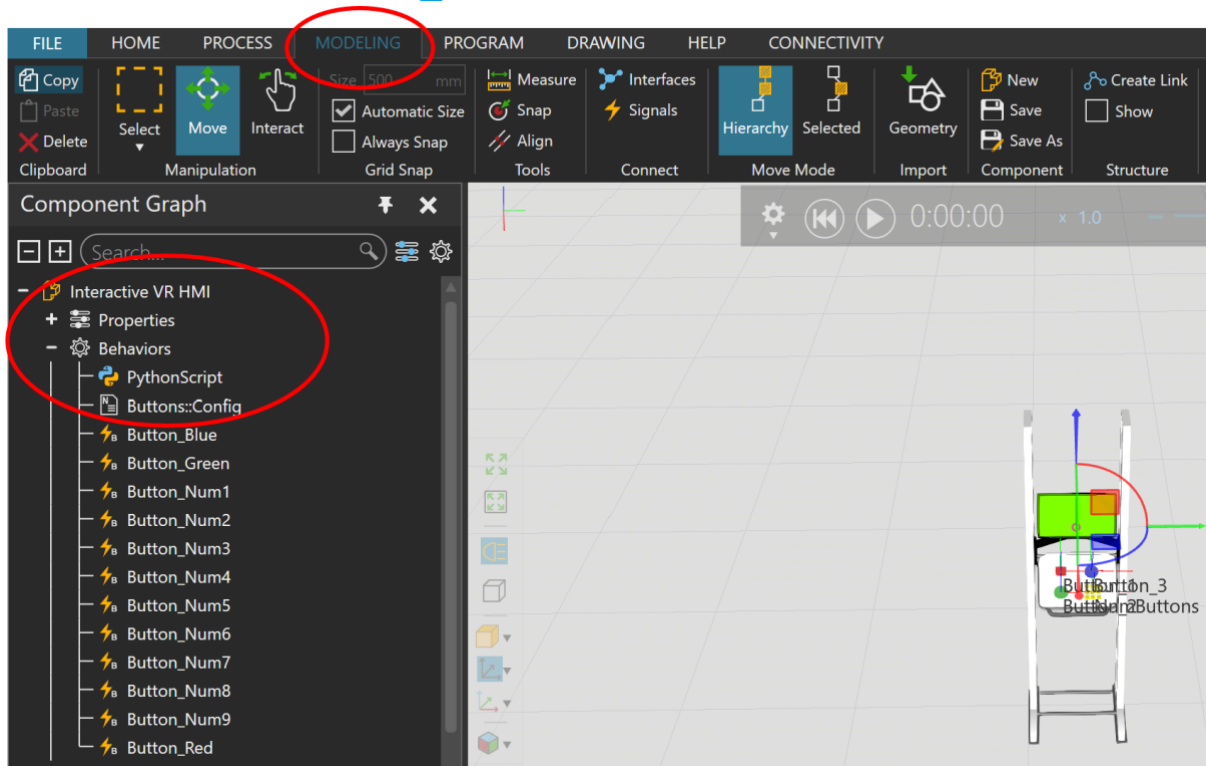 FILE HOME PROCESS MODELING PROGRAM DRAWING HELP CONNECTIVITY
Copy
Paste
Delete
Clipboard
Select
Move
Interact
Manipulation
Size 500 mm
Automatic Size
Always Snap
Grid Snap
Measure
Snap
Align
Tools
Interfaces
Signals
Connect
Hierarchy
Selected
Move Mode
Geometry
Import
New
Save
Save As
Component
Create Link
Show
Structure
Component Graph
Search...
Interactive VR HMI
Properties
Behaviors
PythonScript
Buttons::Config
Button_Blue
Button_Green
Button_Num1
Button_Num2
Button_Num3
Button_Num4
Button_Num5
Button_Num6
Button_Num7
Button_Num8
Button_Num9
Button_Red
0:00:00 x 1.0